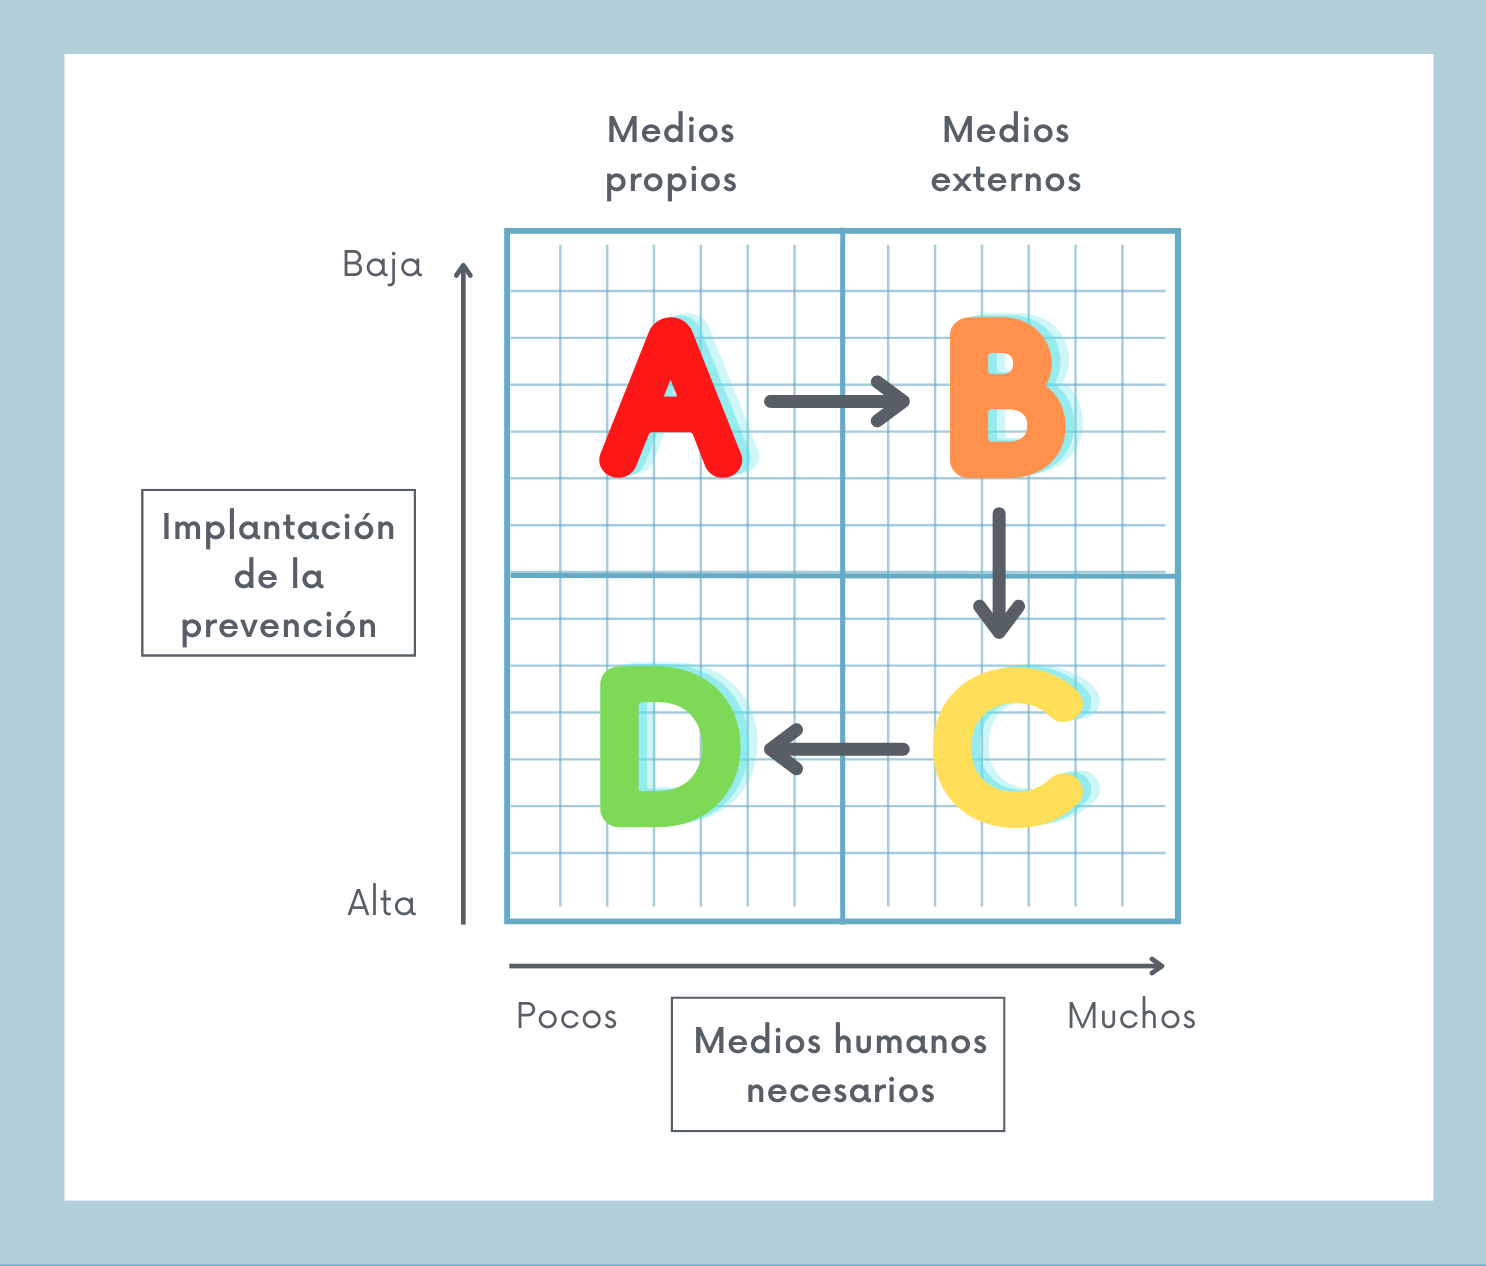 Medios
propios
Medios
externos
Baja
A
B
Implantación
de la
prevención
D
C
Alta
Pocos
Muchos
Medios humanos
necesarios